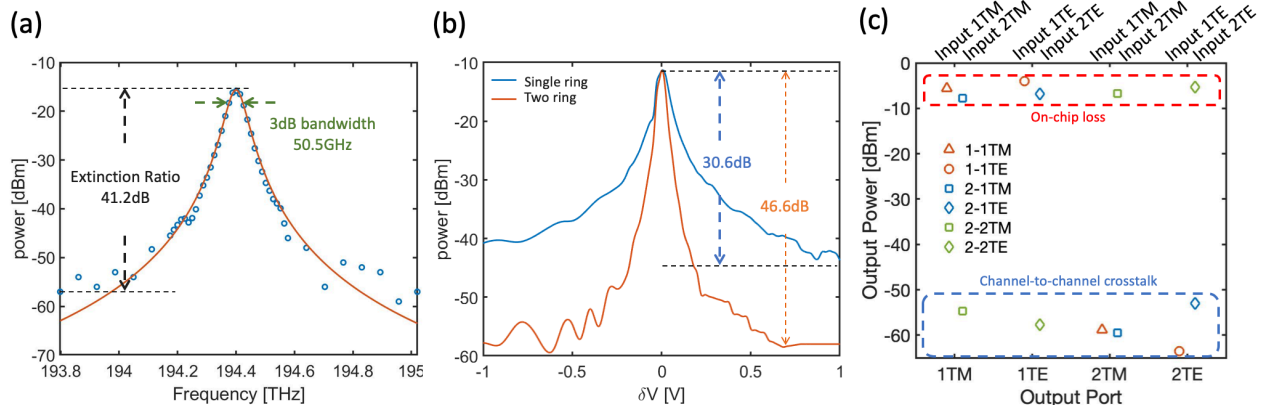 (a)
-10
-20
-30
-40
-50
-60
-70
power [dBm]
193.8
194
194.2
194.4
194.6
194.8
195
Frequency [THz]
Extinction Ratio
41.2dB
3dB bandwidth
50.5GHz
(b)
-10
-20
-30
-40
-50
-60
power [dBm]
-1
-0.5
0
0.5
1
δV [V]
Single ring
Two ring
30.6dB
46.6dB
(c)
Input 1TM
Input 2TM
Input 1TE
Input 2TE
Input 1TM
Input 2TM
Input 1TE
Input 2TE
0
-10
-20
-30
-40
-50
-60
Output Power [dBm]
On-chip loss
1-1TM
1-1TE
2-1TM
2-1TE
2-2TM
2-2TE
Channel-to-channel crosstalk
1TM
1TE
2TM
2TE
Output Port